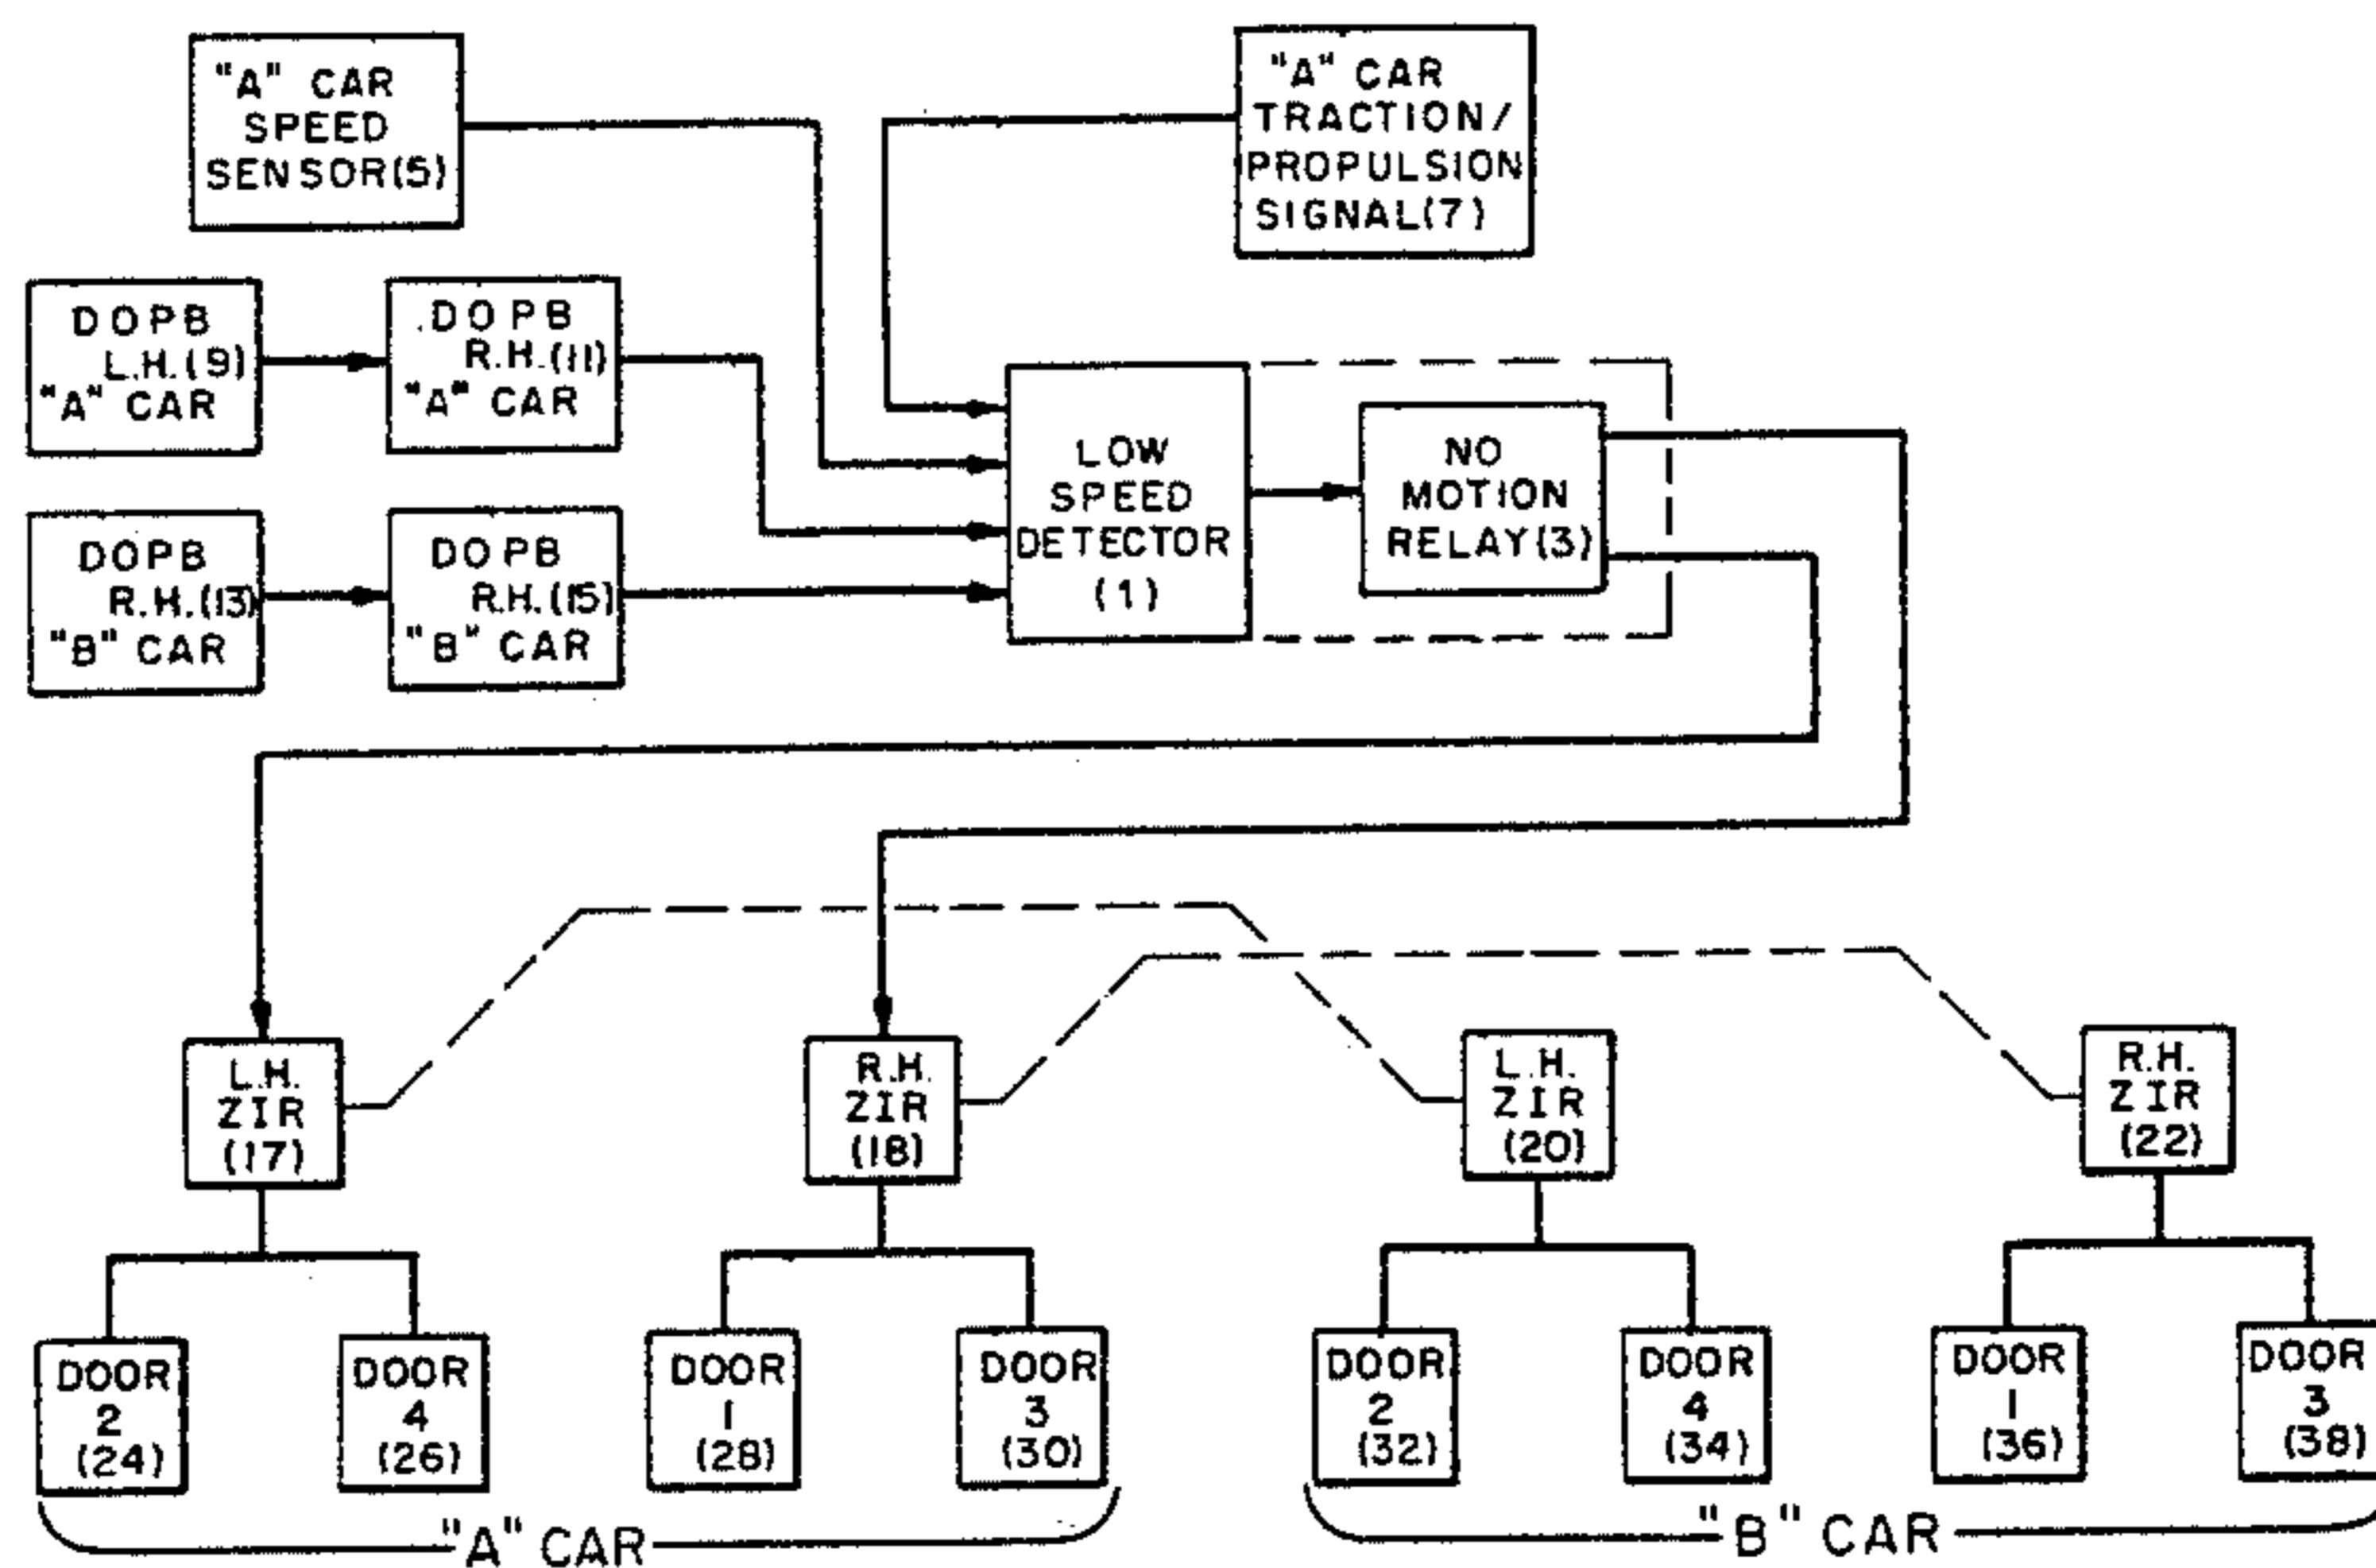 "A" CAR
SPEED
SENSOR(5)
"A" CAR
TRACTION/
PROPULSION
SIGNAL(7)
DOPB
L.H.(9)
"A" CAR
DOPB
R.H.(11)
"A" CAR
DOPB
R.H.(13)
"B" CAR
DOPB
R.H.(15)
"B" CAR
LOW
SPEED
DETECTOR
(1)
NO
MOTION
RELAY(3)
L.H.
ZIR
(17)
R.H.
ZIR
(18)
L.H.
ZIR
(20)
R.H.
ZIR
(22)
DOOR
2
(24)
DOOR
4
(26)
DOOR
1
(28)
DOOR
3
(30)
DOOR
2
(32)
DOOR
4
(34)
DOOR
1
(36)
DOOR
3
(38)
"A" CAR
"B" CAR